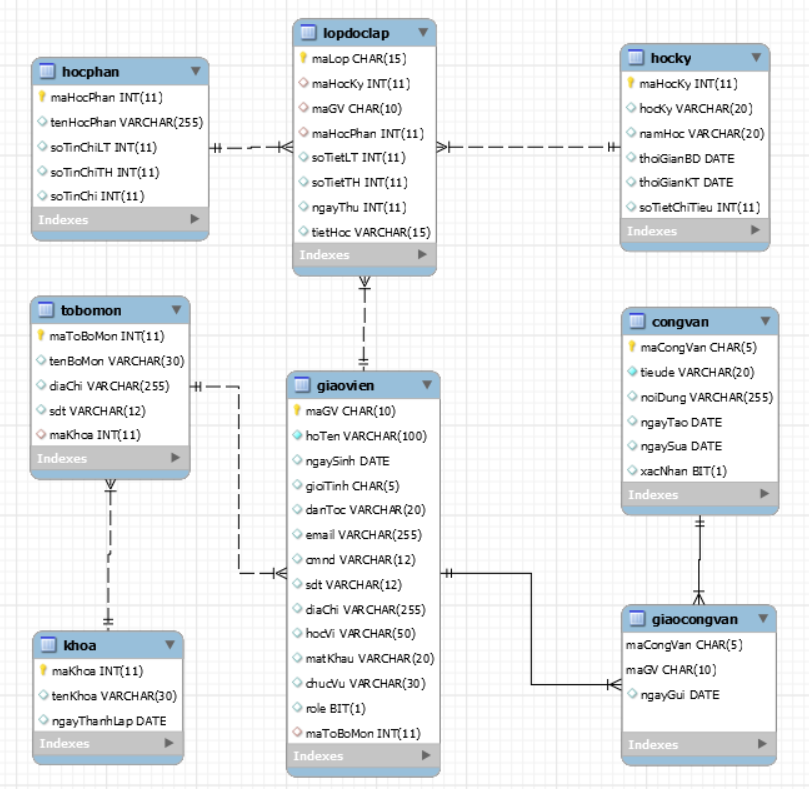 hocphan
maHocPhan INT(11)
tenHocPhan VARCHAR(255)
soTinChiLT INT(11)
soTinChiTH INT(11)
soTinChi INT(11)
Indexes
lopdoclap
maLop CHAR(15)
maHocKy INT(11)
maGV CHAR(10)
maHocPhan INT(11)
soTietLT INT(11)
soTietTH INT(11)
ngayThu INT(11)
tietHoc VARCHAR(15)
Indexes
hocky
maHocKy INT(11)
hocKy VARCHAR(20)
namHoc VARCHAR(20)
thoiGianBD DATE
thoiGianKT DATE
soTietChiTieu INT(11)
Indexes
tobomon
maToBoMon INT(11)
tenBoMon VARCHAR(30)
diaChi VARCHAR(255)
sdt VARCHAR(12)
maKhoa INT(11)
Indexes
giaovien
maGV CHAR(10)
hoTen VARCHAR(100)
ngaySinh DATE
gioiTinh CHAR(5)
danToc VARCHAR(20)
email VARCHAR(255)
cmnd VARCHAR(12)
sdt VARCHAR(12)
diaChi VARCHAR(255)
hocVi VARCHAR(50)
matKhau VARCHAR(20)
chucVu VARCHAR(30)
role BIT(1)
maToBoMon INT(11)
Indexes
congvan
maCongVan CHAR(5)
tieude VARCHAR(20)
noiDung VARCHAR(255)
ngayTao DATE
ngaySua DATE
xacNhan BIT(1)
Indexes
khoa
maKhoa INT(11)
tenKhoa VARCHAR(30)
ngayThanhLap DATE
Indexes
giaocongvan
maCongVan CHAR(5)
maGV CHAR(10)
ngayGui DATE
Indexes